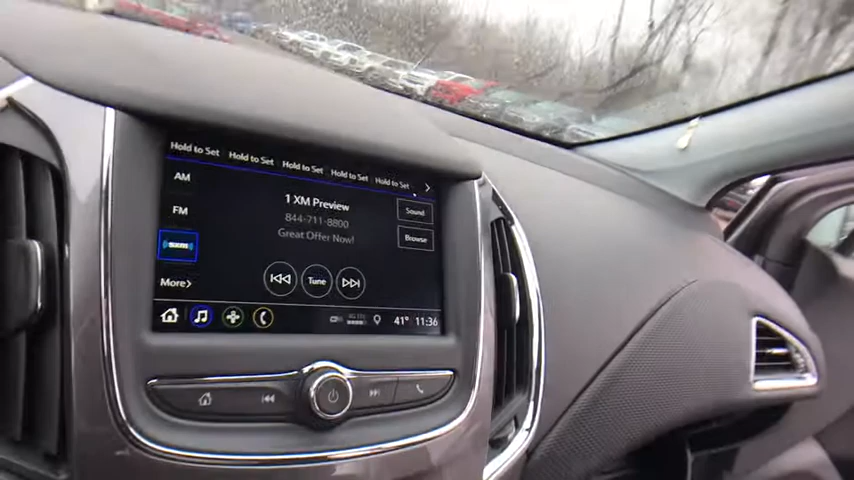 Hold to Set Hold to Set Hold to Set Hold to Set Hold to Set
AM
1 XM Preview
Sound
844-711-8800
FM
Great Offer Now!
Browse
sxm
More
Tune
41° 11:36